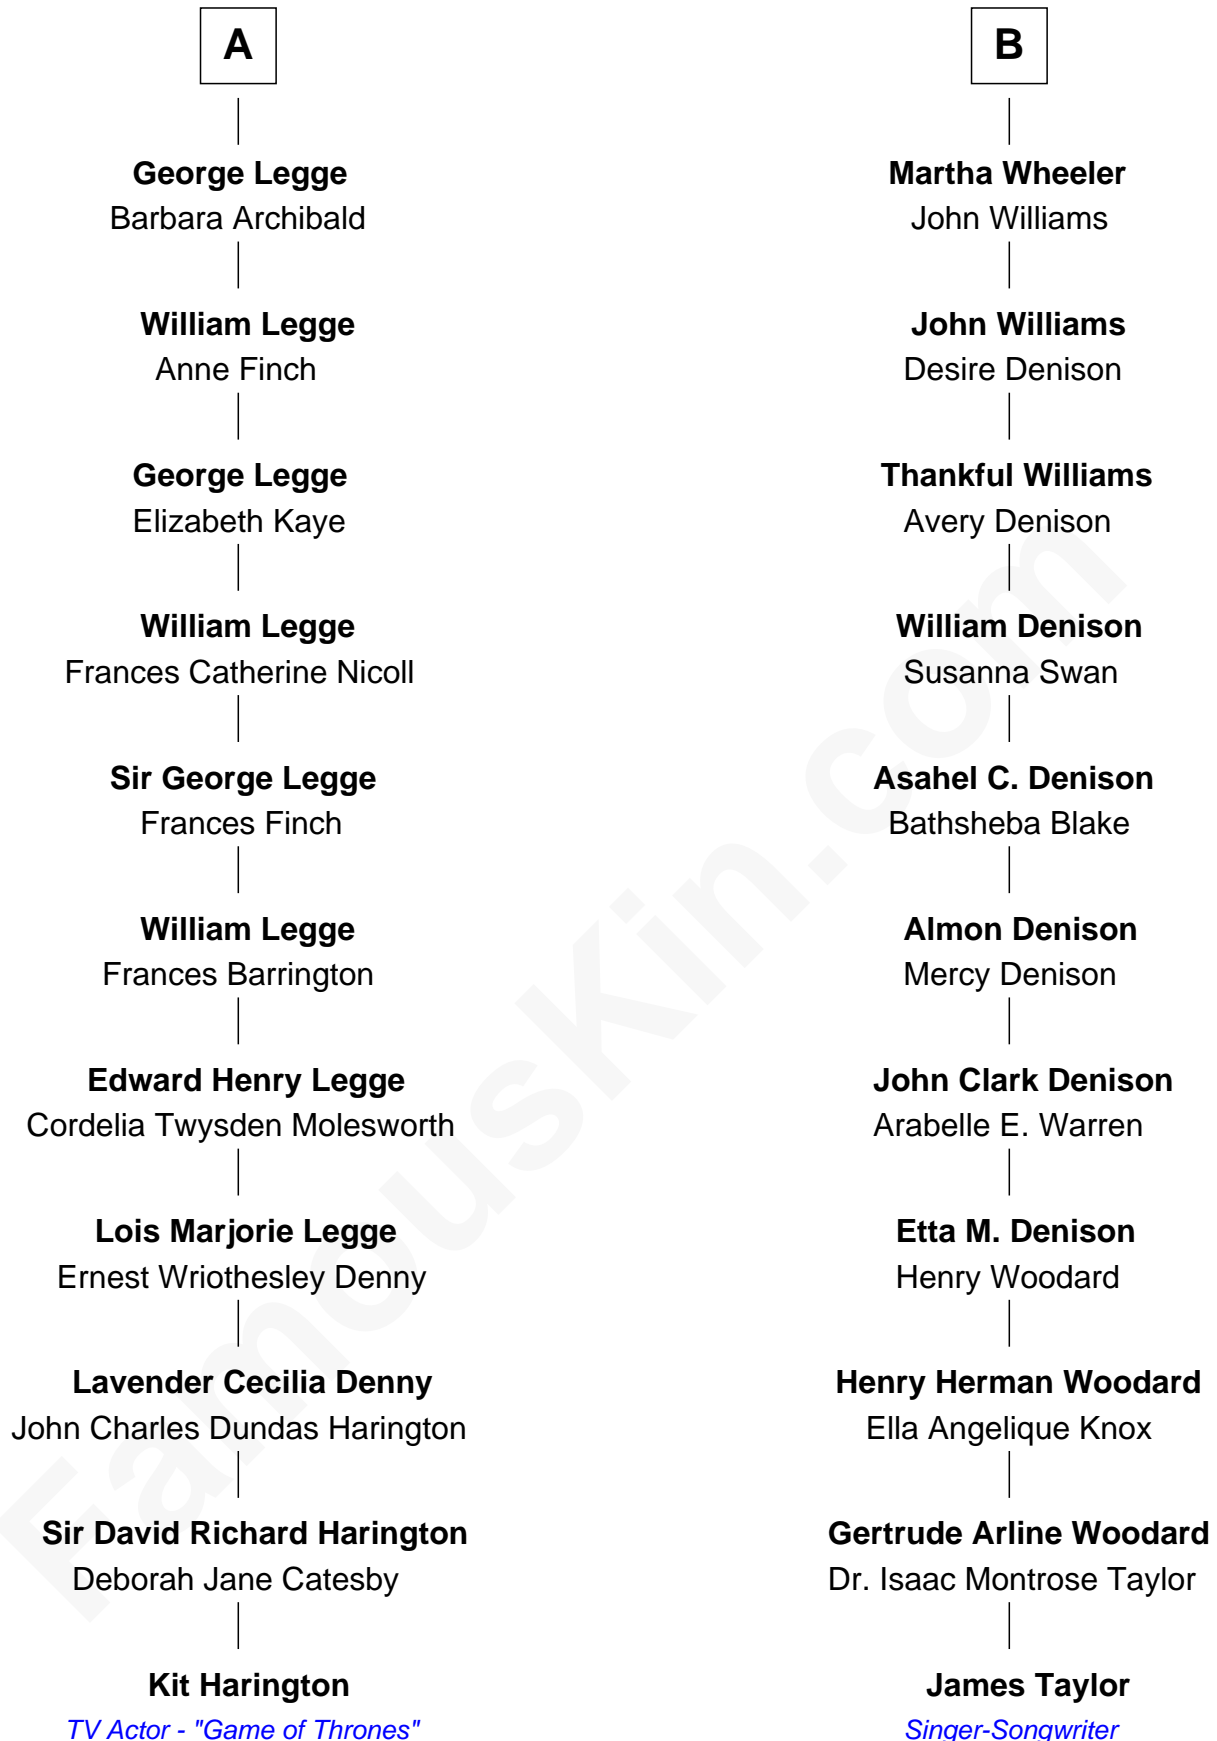 A
George Legge
Barbara Archibald
William Legge
Anne Finch
George Legge
Elizabeth Kaye
William Legge
Frances Catherine Nicoll
Sir George Legge
Frances Finch
William Legge
Frances Barrington
Edward Henry Legge
Cordelia Twysden Molesworth
Lois Marjorie Legge
Ernest Wriothesley Denny
Lavender Cecilia Denny
John Charles Dundas Harington
Sir David Richard Harington
Deborah Jane Catesby
Kit Harington
TV Actor - "Game of Thrones"
B
Martha Wheeler
John Williams
John Williams
Desire Denison
Thankful Williams
Avery Denison
William Denison
Susanna Swan
Asahel C. Denison
Bathsheba Blake
Almon Denison
Mercy Denison
John Clark Denison
Arabelle E. Warren
Etta M. Denison
Henry Woodard
Henry Herman Woodard
Ella Angelique Knox
Gertrude Arline Woodard
Dr. Isaac Montrose Taylor
James Taylor
Singer-Songwriter
FamousKin.com